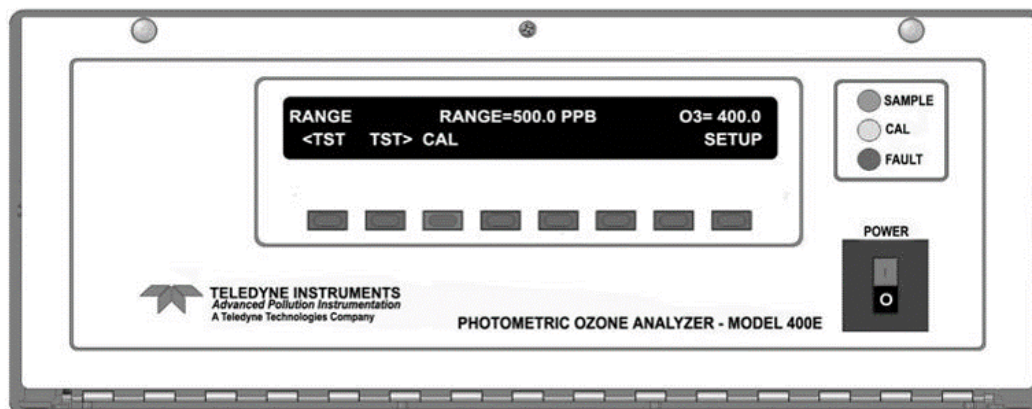 RANGE RANGE=500.0 PPB O3= 400.0
<TST TST> CAL SETUP
SAMPLE
CAL
FAULT
POWER
I
O
TELEDYNE INSTRUMENTS
Advanced Pollution Instrumentation
A Teledyne Technologies Company
PHOTOMETRIC OZONE ANALYZER - MODEL 400E